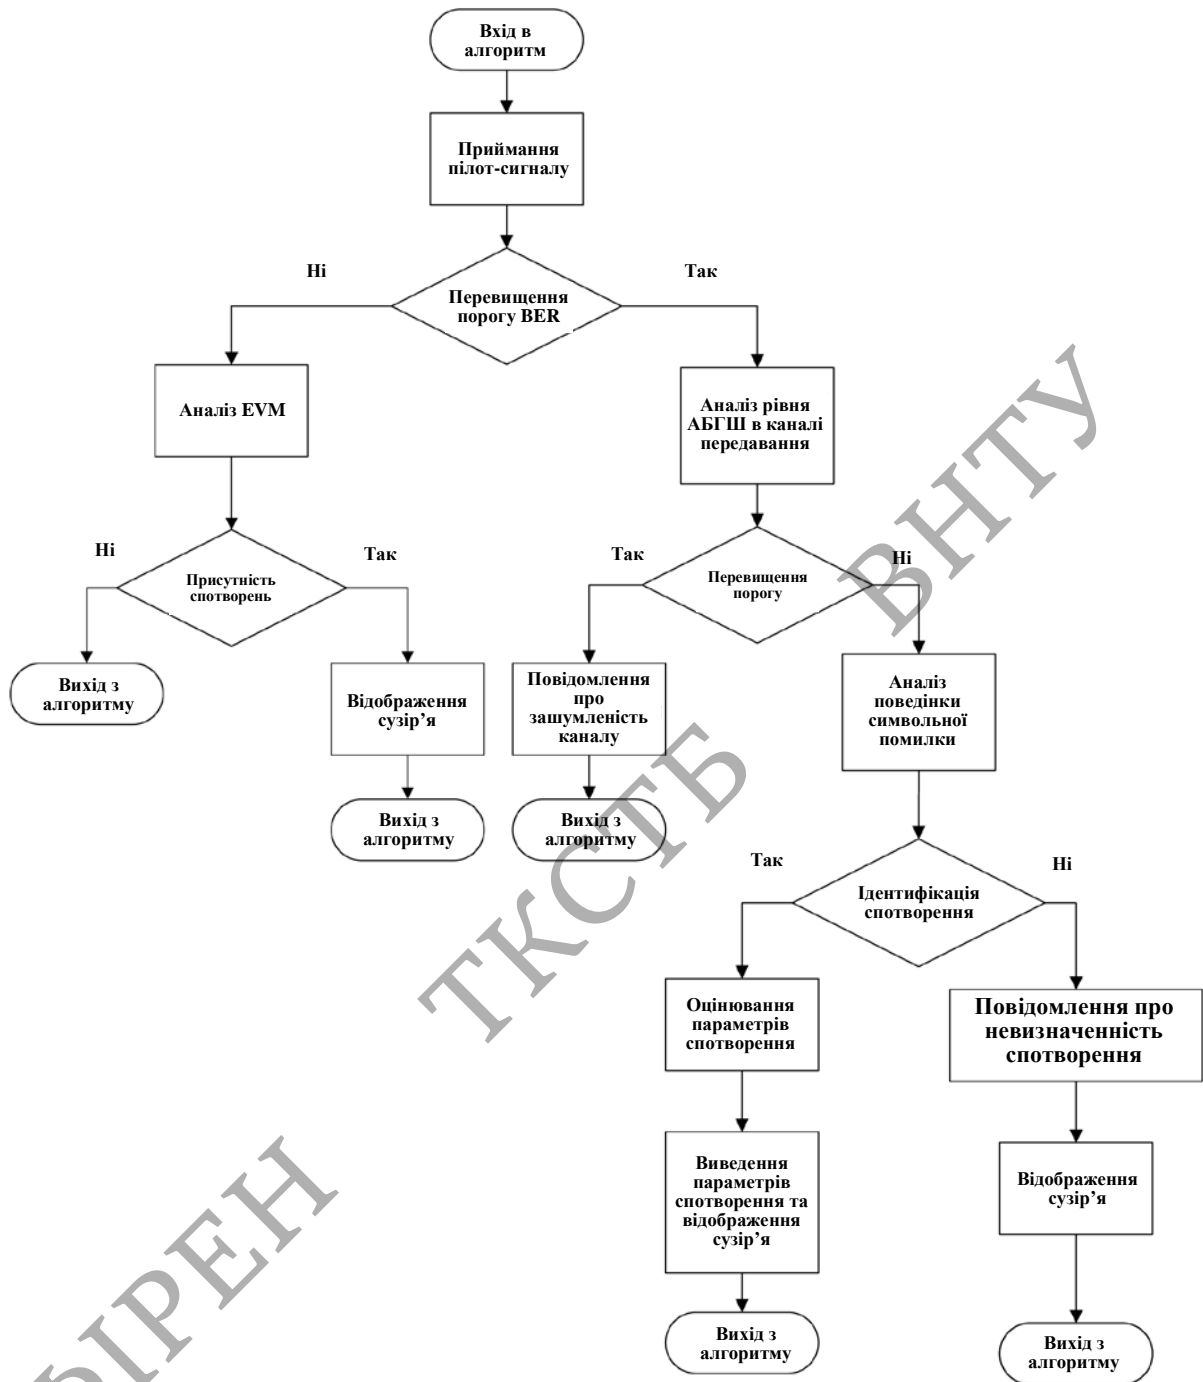 Вхід в
алгоритм
Приймання
пілот-сигналу
Ні
Так
Перевищення
порогу BER
Аналіз EVM
Аналіз рівня
АБГШ в каналі
передавання
Ні
Так
Присутність
спотворень
Так
Ні
Перевищення
порогу
Вихід з
алгоритму
Відображення
сузір’я
Повідомлення
про
зашумленість
каналу
Аналіз
поведінки
символьної
помилки
Вихід з
алгоритму
Вихід з
алгоритму
Так
Ні
Ідентифікація
спотворення
Оцінювання
параметрів
спотворення
Повідомлення про
невизначенність
спотворення
Виведення
параметрів
спотворення та
відображення
сузір’я
Відображення
сузір’я
Вихід з
алгоритму
Вихід з
алгоритму
ТКСТБ
ВНТУ